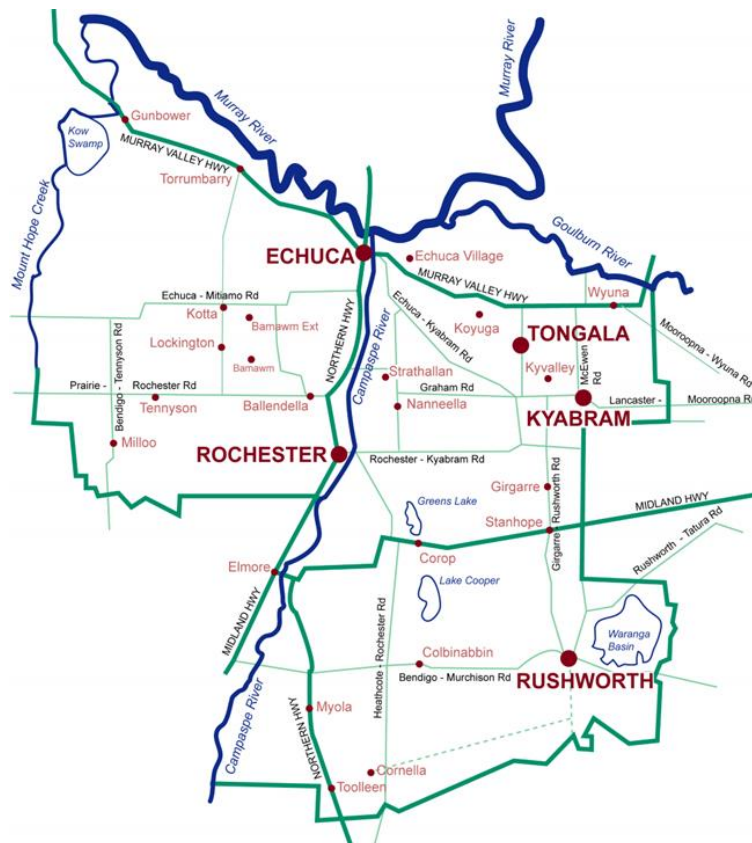 Murray River
Murray River
Gunbower
Kow
Swamp
MURRAY VALLEY HWY
Torrumbarry
Mount Hope Creek
Goulburn River
ECHUCA
Echuca Village
MURRAY VALLEY HWY
Wyuna
Echuca - Mitiamo Rd
Kotta
Barnawm Ext
Koyuga
Echuca - Kyabram Rd
Mooroopna - Wyuna Rd
NORTHERN HWY
Campaspe River
TONGALA
Lockington
Barnawm
Bendigo - Tennyson Rd
Strathallan
Kyvalley
McEwen
Rd
Prairie -
Rochester Rd
Graham Rd
Lancaster -
Mooroopna Rd
Tennyson
Ballendella
Nanneella
KYABRAM
Milloo
ROCHESTER
Rochester - Kyabram Rd
Girgarre
Girgarre - Rushworth Rd
Greens Lake
Stanhope
MIDLAND HWY
Rushworth - Tatura Rd
Corop
Elmore
Lake Cooper
MIDLAND HWY
Waranga
Basin
Heathcote - Rochester Rd
Colbinabbin
Bendigo - Murchison Rd
RUSHWORTH
Campaspe River
Myola
NORTHERN HWY
Cornella
Toolleen